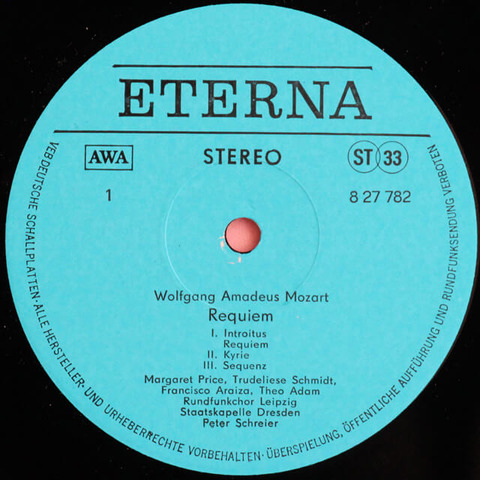 ETERNA
AWA
STEREO
ST 33
1
8 27 782
Wolfgang Amadeus Mozart
Requiem
I. Introitus
Requiem
II. Kyrie
III. Sequenz
Margaret Price, Trudeliese Schmidt,
Francisco Araiza, Theo Adam
Rundfunkchor Leipzig
Staatskapelle Dresden
Peter Schreier
VEB DEUTSCHE SCHALLPLATTEN · ALLE HERSTELLER- UND URHEBERRECHTE VORBEHALTEN · ÜBERSPIELUNG, ÖFFENTLICHE AUFFÜHRUNG UND RUNDFUNKSENDUNG VERBOTEN